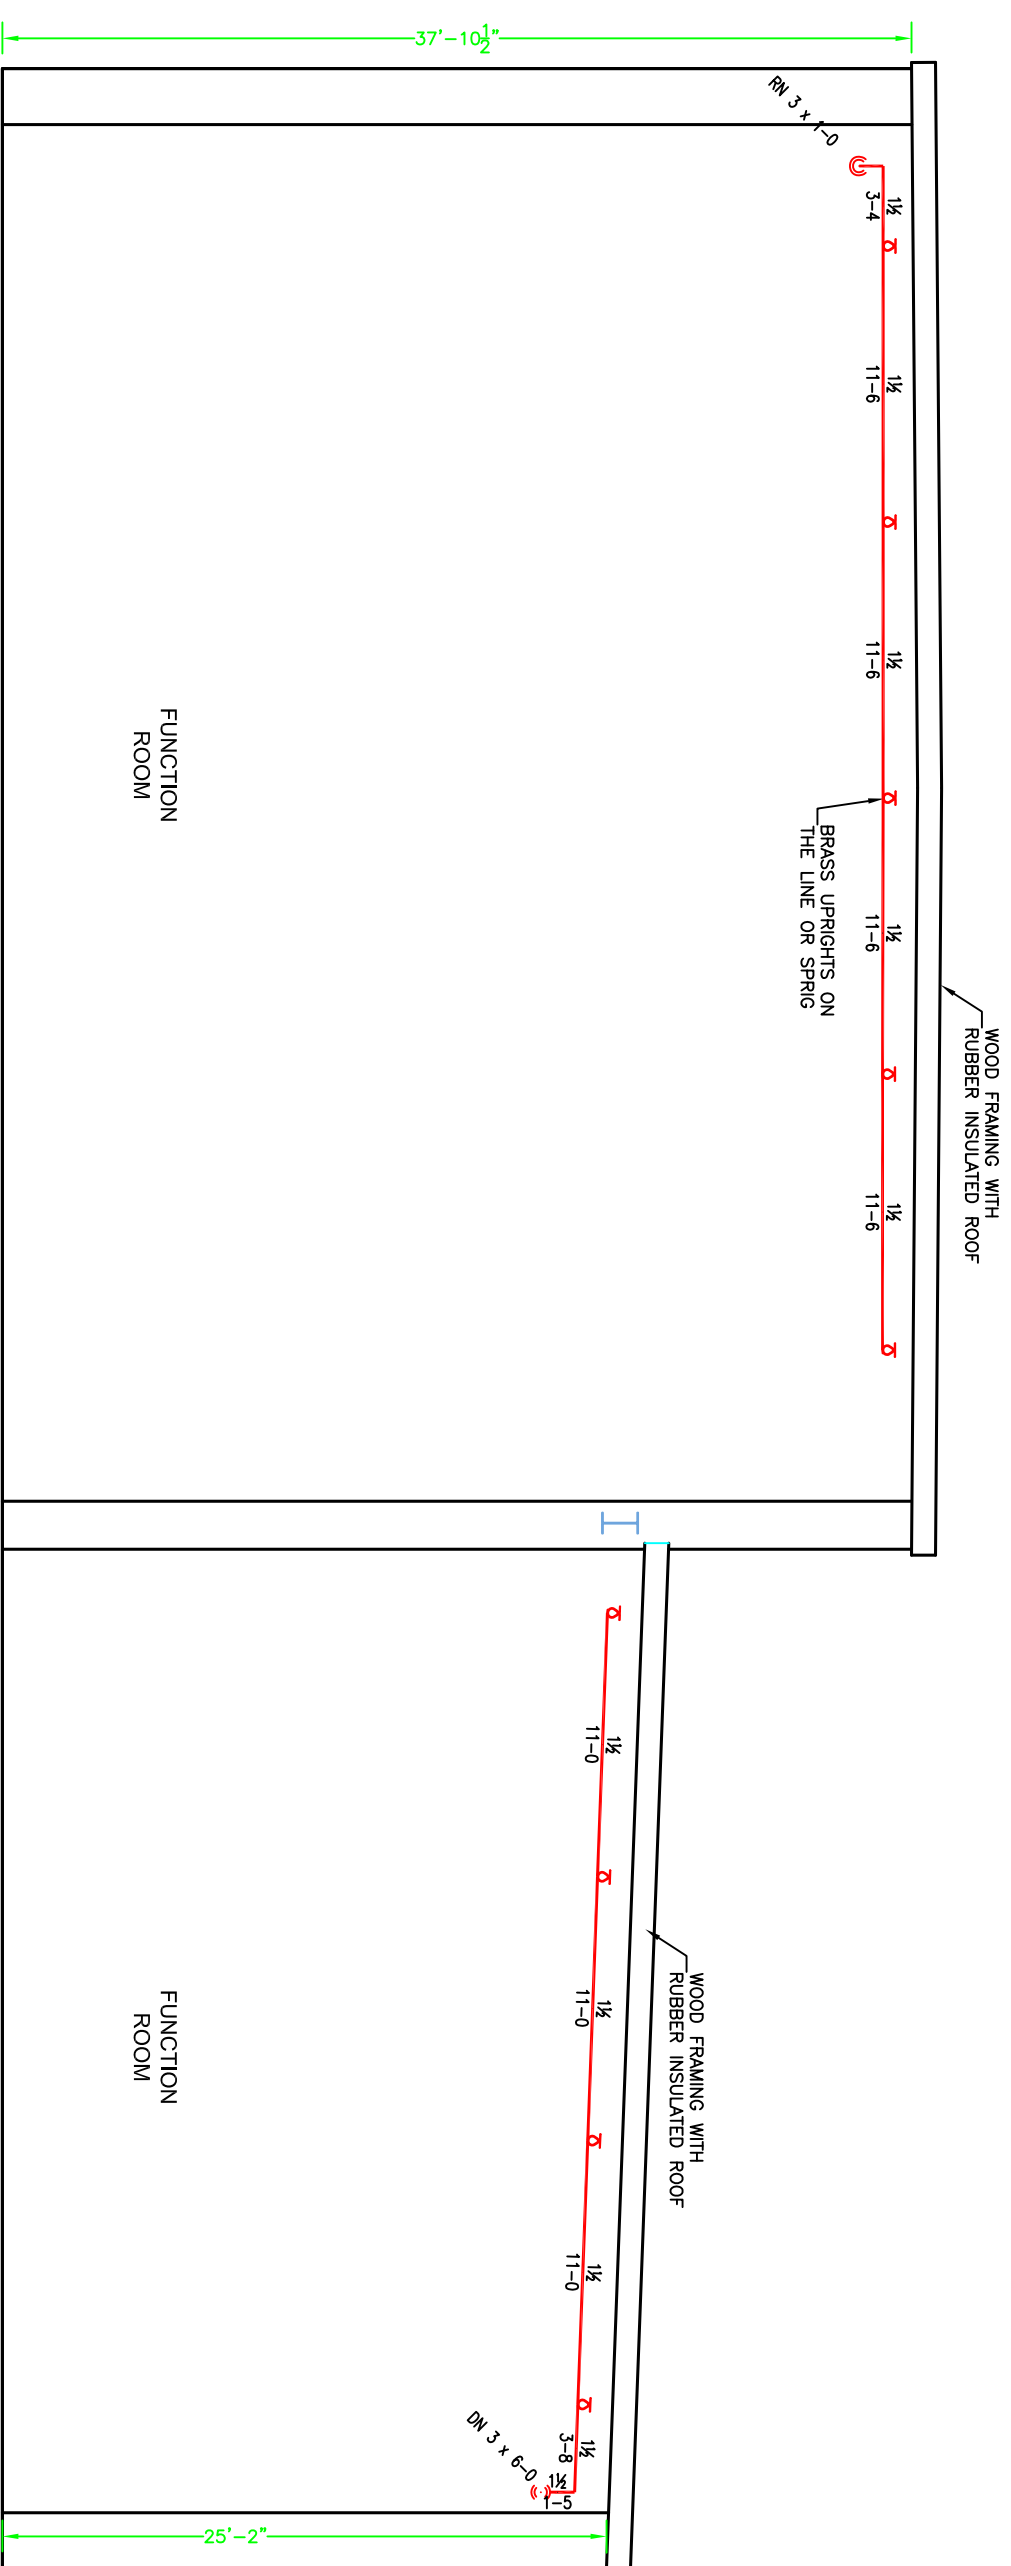 37'-10½"
RN 3 x 1-0
1½
3-4
1½
11-6
1½
11-6
1½
11-6
1½
11-6
BRASS UPRIGHTS ON
THE LINE OR SPRIG
WOOD FRAMING WITH
RUBBER INSULATED ROOF
FUNCTION
ROOM
1½
11-0
1½
11-0
1½
11-0
1½
3-8
1½
1-5
DN 3 x 6-0
WOOD FRAMING WITH
RUBBER INSULATED ROOF
FUNCTION
ROOM
25'-2"